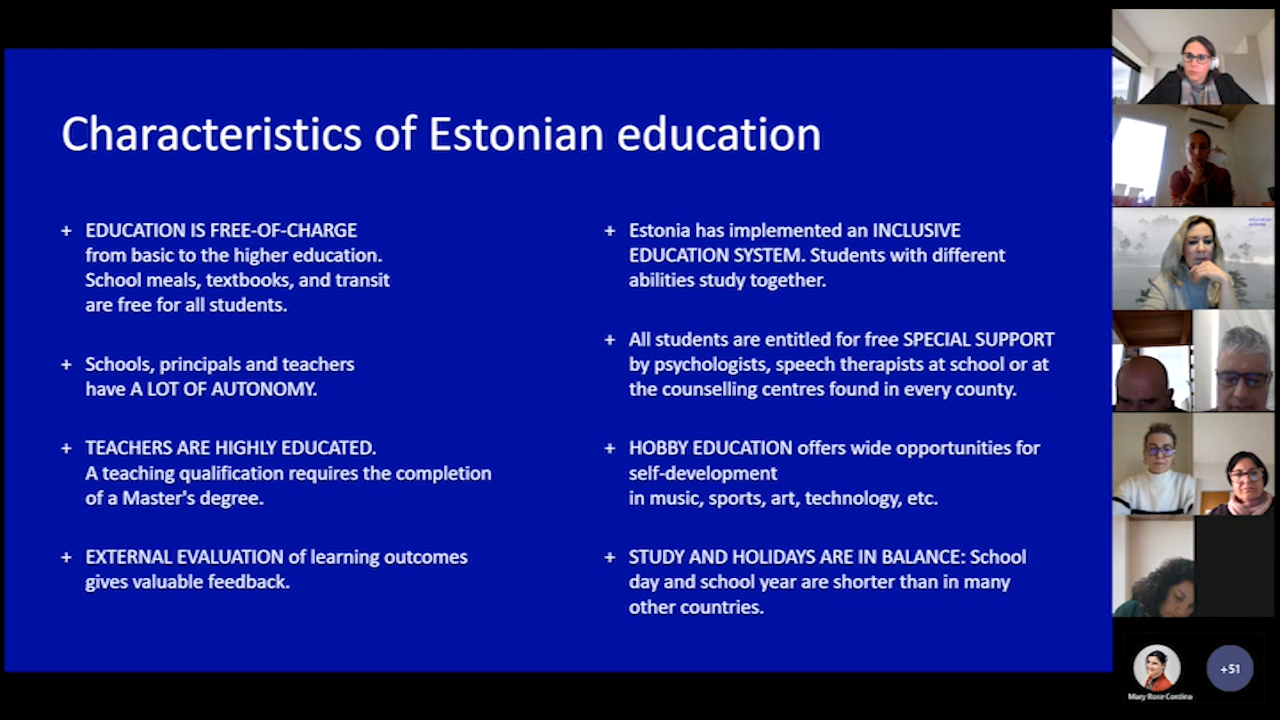 Characteristics of Estonian education
+ EDUCATION IS FREE-OF-CHARGE
from basic to the higher education.
School meals, textbooks, and transit
are free for all students.
+ Schools, principals and teachers
have A LOT OF AUTONOMY.
+ TEACHERS ARE HIGHLY EDUCATED.
A teaching qualification requires the completion
of a Master's degree.
+ EXTERNAL EVALUATION of learning outcomes
gives valuable feedback.
+ Estonia has implemented an INCLUSIVE
EDUCATION SYSTEM. Students with different
abilities study together.
+ All students are entitled for free SPECIAL SUPPORT
by psychologists, speech therapists at school or at
the counselling centres found in every county.
+ HOBBY EDUCATION offers wide opportunities for
self-development
in music, sports, art, technology, etc.
+ STUDY AND HOLIDAYS ARE IN BALANCE: School
day and school year are shorter than in many
other countries.
education
estonia
Mary Rose Cordina
+51